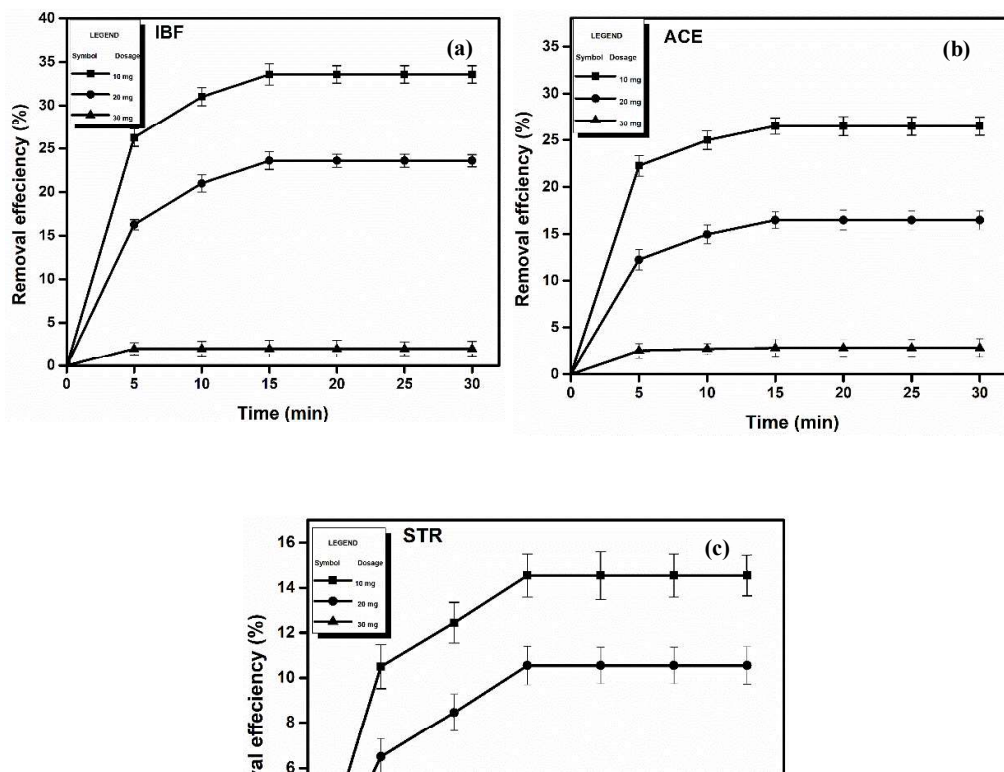 IBF
(a)
LEGEND
Symbol Dosage
10 mg
20 mg
30 mg
40
35
30
25
20
15
10
5
0
Removal effeciency (%)
0 5 10 15 20 25 30
Time (min)
ACE
(b)
LEGEND
Symbol Dosage
10 mg
20 mg
30 mg
35
30
25
20
15
10
5
0
Removal effciency (%)
0 5 10 15 20 25 30
Time (min)
STR
(c)
LEGEND
Symbol Dosage
10 mg
20 mg
30 mg
16
14
12
10
8
6
val effeciency (%)